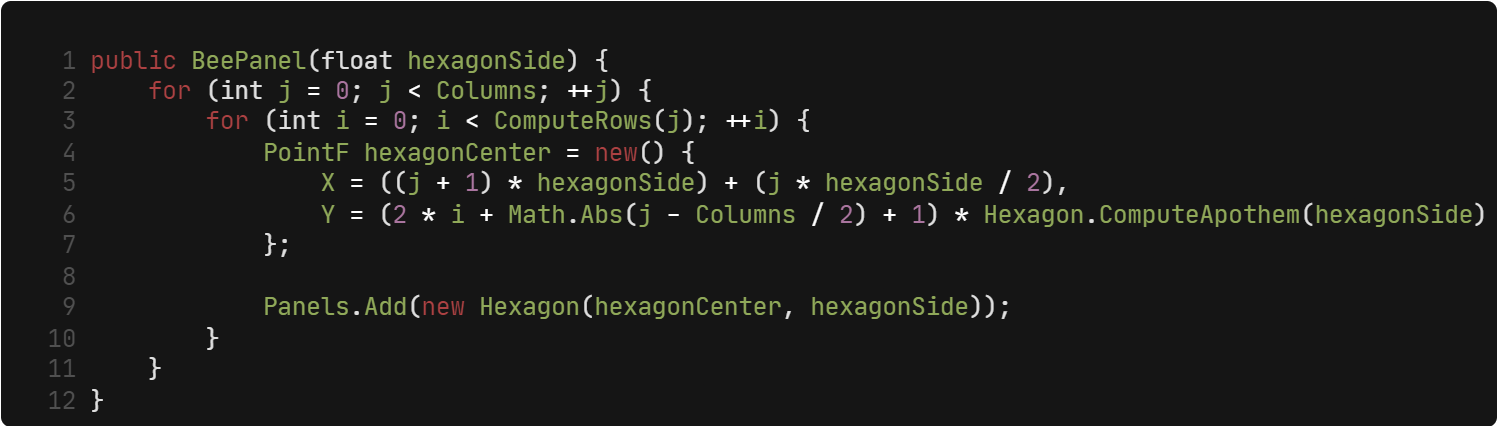 1 public BeePanel(float hexagonSide) {
2     for (int j = 0; j < Columns; ++j) {
3         for (int i = 0; i < ComputeRows(j); ++i) {
4             PointF hexagonCenter = new() {
5                 X = ((j + 1) * hexagonSide) + (j * hexagonSide / 2),
6                 Y = (2 * i + Math.Abs(j - Columns / 2) + 1) * Hexagon.ComputeApothem(hexagonSide)
7             };
8
9             Panels.Add(new Hexagon(hexagonCenter, hexagonSide));
10         }
11     }
12 }